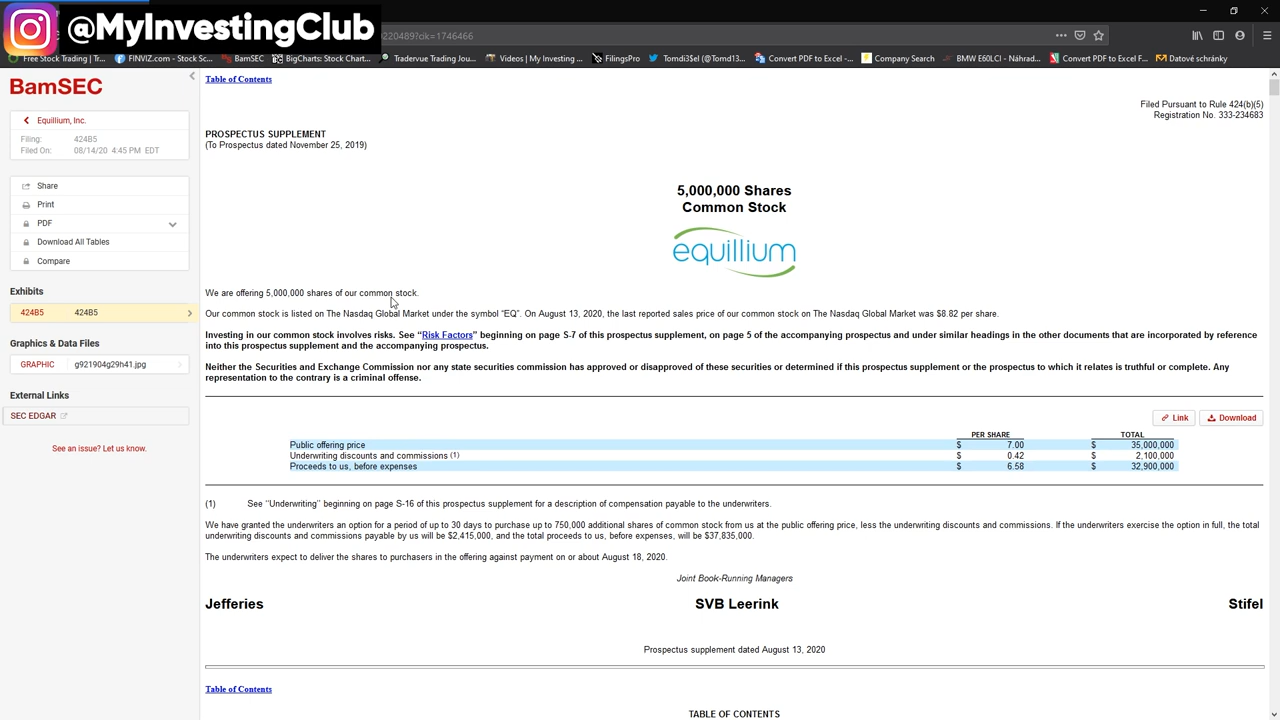 @MyInvestingClub
220489?cik=1746466
Free Stock Trading | Tr...
FINVIZ.com - Stock Sc...
BamSEC
BigCharts: Stock Chart...
Tradervue Trading Jou...
Videos | My Investing ...
FilingsPro
Tomdi3$el (@Tomd13...
Convert PDF to Excel -...
Company Search
BMW E60LCI - Náhrad...
Convert PDF to Excel F...
Datové schránky
BamSEC
Equillium, Inc.
Filing: 424B5
Filed On: 08/14/20 4:45 PM EDT
Share
Print
PDF
Download All Tables
Compare
Exhibits
424B5 424B5
Graphics & Data Files
GRAPHIC g921904g29h41.jpg
External Links
SEC EDGAR
See an issue? Let us know.
Table of Contents
Filed Pursuant to Rule 424(b)(5)
Registration No. 333-234683
PROSPECTUS SUPPLEMENT
(To Prospectus dated November 25, 2019)
5,000,000 Shares
Common Stock
equillium
We are offering 5,000,000 shares of our common stock.
Our common stock is listed on The Nasdaq Global Market under the symbol “EQ”. On August 13, 2020, the last reported sales price of our common stock on The Nasdaq Global Market was $8.82 per share.
Investing in our common stock involves risks. See “Risk Factors” beginning on page S-7 of this prospectus supplement, on page 5 of the accompanying prospectus and under similar headings in the other documents that are incorporated by reference
into this prospectus supplement and the accompanying prospectus.
Neither the Securities and Exchange Commission nor any state securities commission has approved or disapproved of these securities or determined if this prospectus supplement or the prospectus to which it relates is truthful or complete. Any
representation to the contrary is a criminal offense.
Link
Download
PER SHARE TOTAL
Public offering price $ 7.00 $ 35,000,000
Underwriting discounts and commissions (1) $ 0.42 $ 2,100,000
Proceeds to us, before expenses $ 6.58 $ 32,900,000
(1) See “Underwriting” beginning on page S-16 of this prospectus supplement for a description of compensation payable to the underwriters.
We have granted the underwriters an option for a period of up to 30 days to purchase up to 750,000 additional shares of common stock from us at the public offering price, less the underwriting discounts and commissions. If the underwriters exercise the option in full, the total
underwriting discounts and commissions payable by us will be $2,415,000, and the total proceeds to us, before expenses, will be $37,835,000.
The underwriters expect to deliver the shares to purchasers in the offering against payment on or about August 18, 2020.
Joint Book-Running Managers
Jefferies SVB Leerink Stifel
Prospectus supplement dated August 13, 2020
Table of Contents
TABLE OF CONTENTS